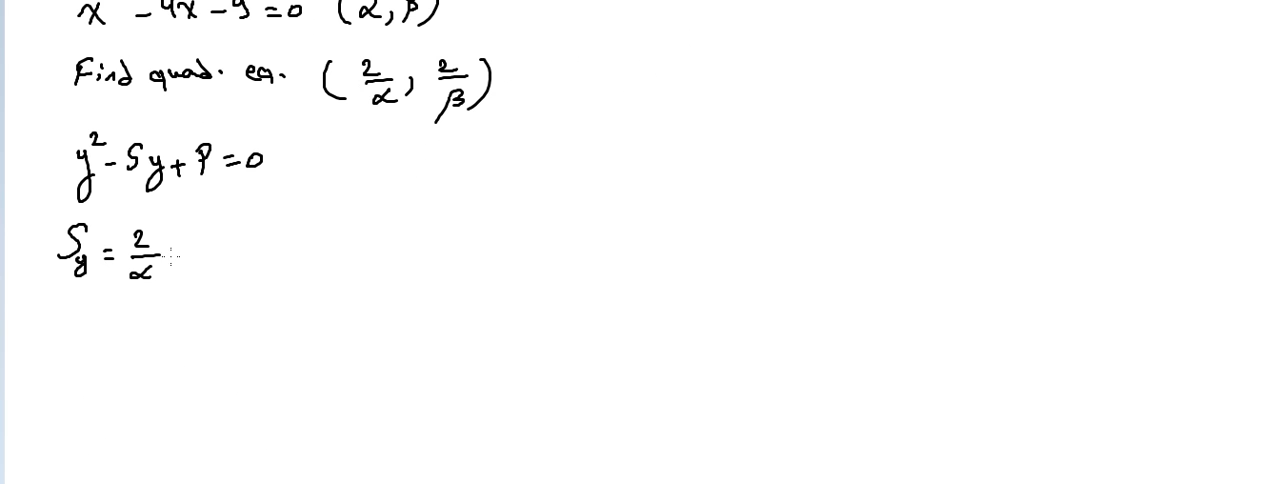 x - 4x - 5 = 0 (α, β)
Find quad. eq. (2/α, 2/β)
y² - Sy + P = 0
S_y = 2/α